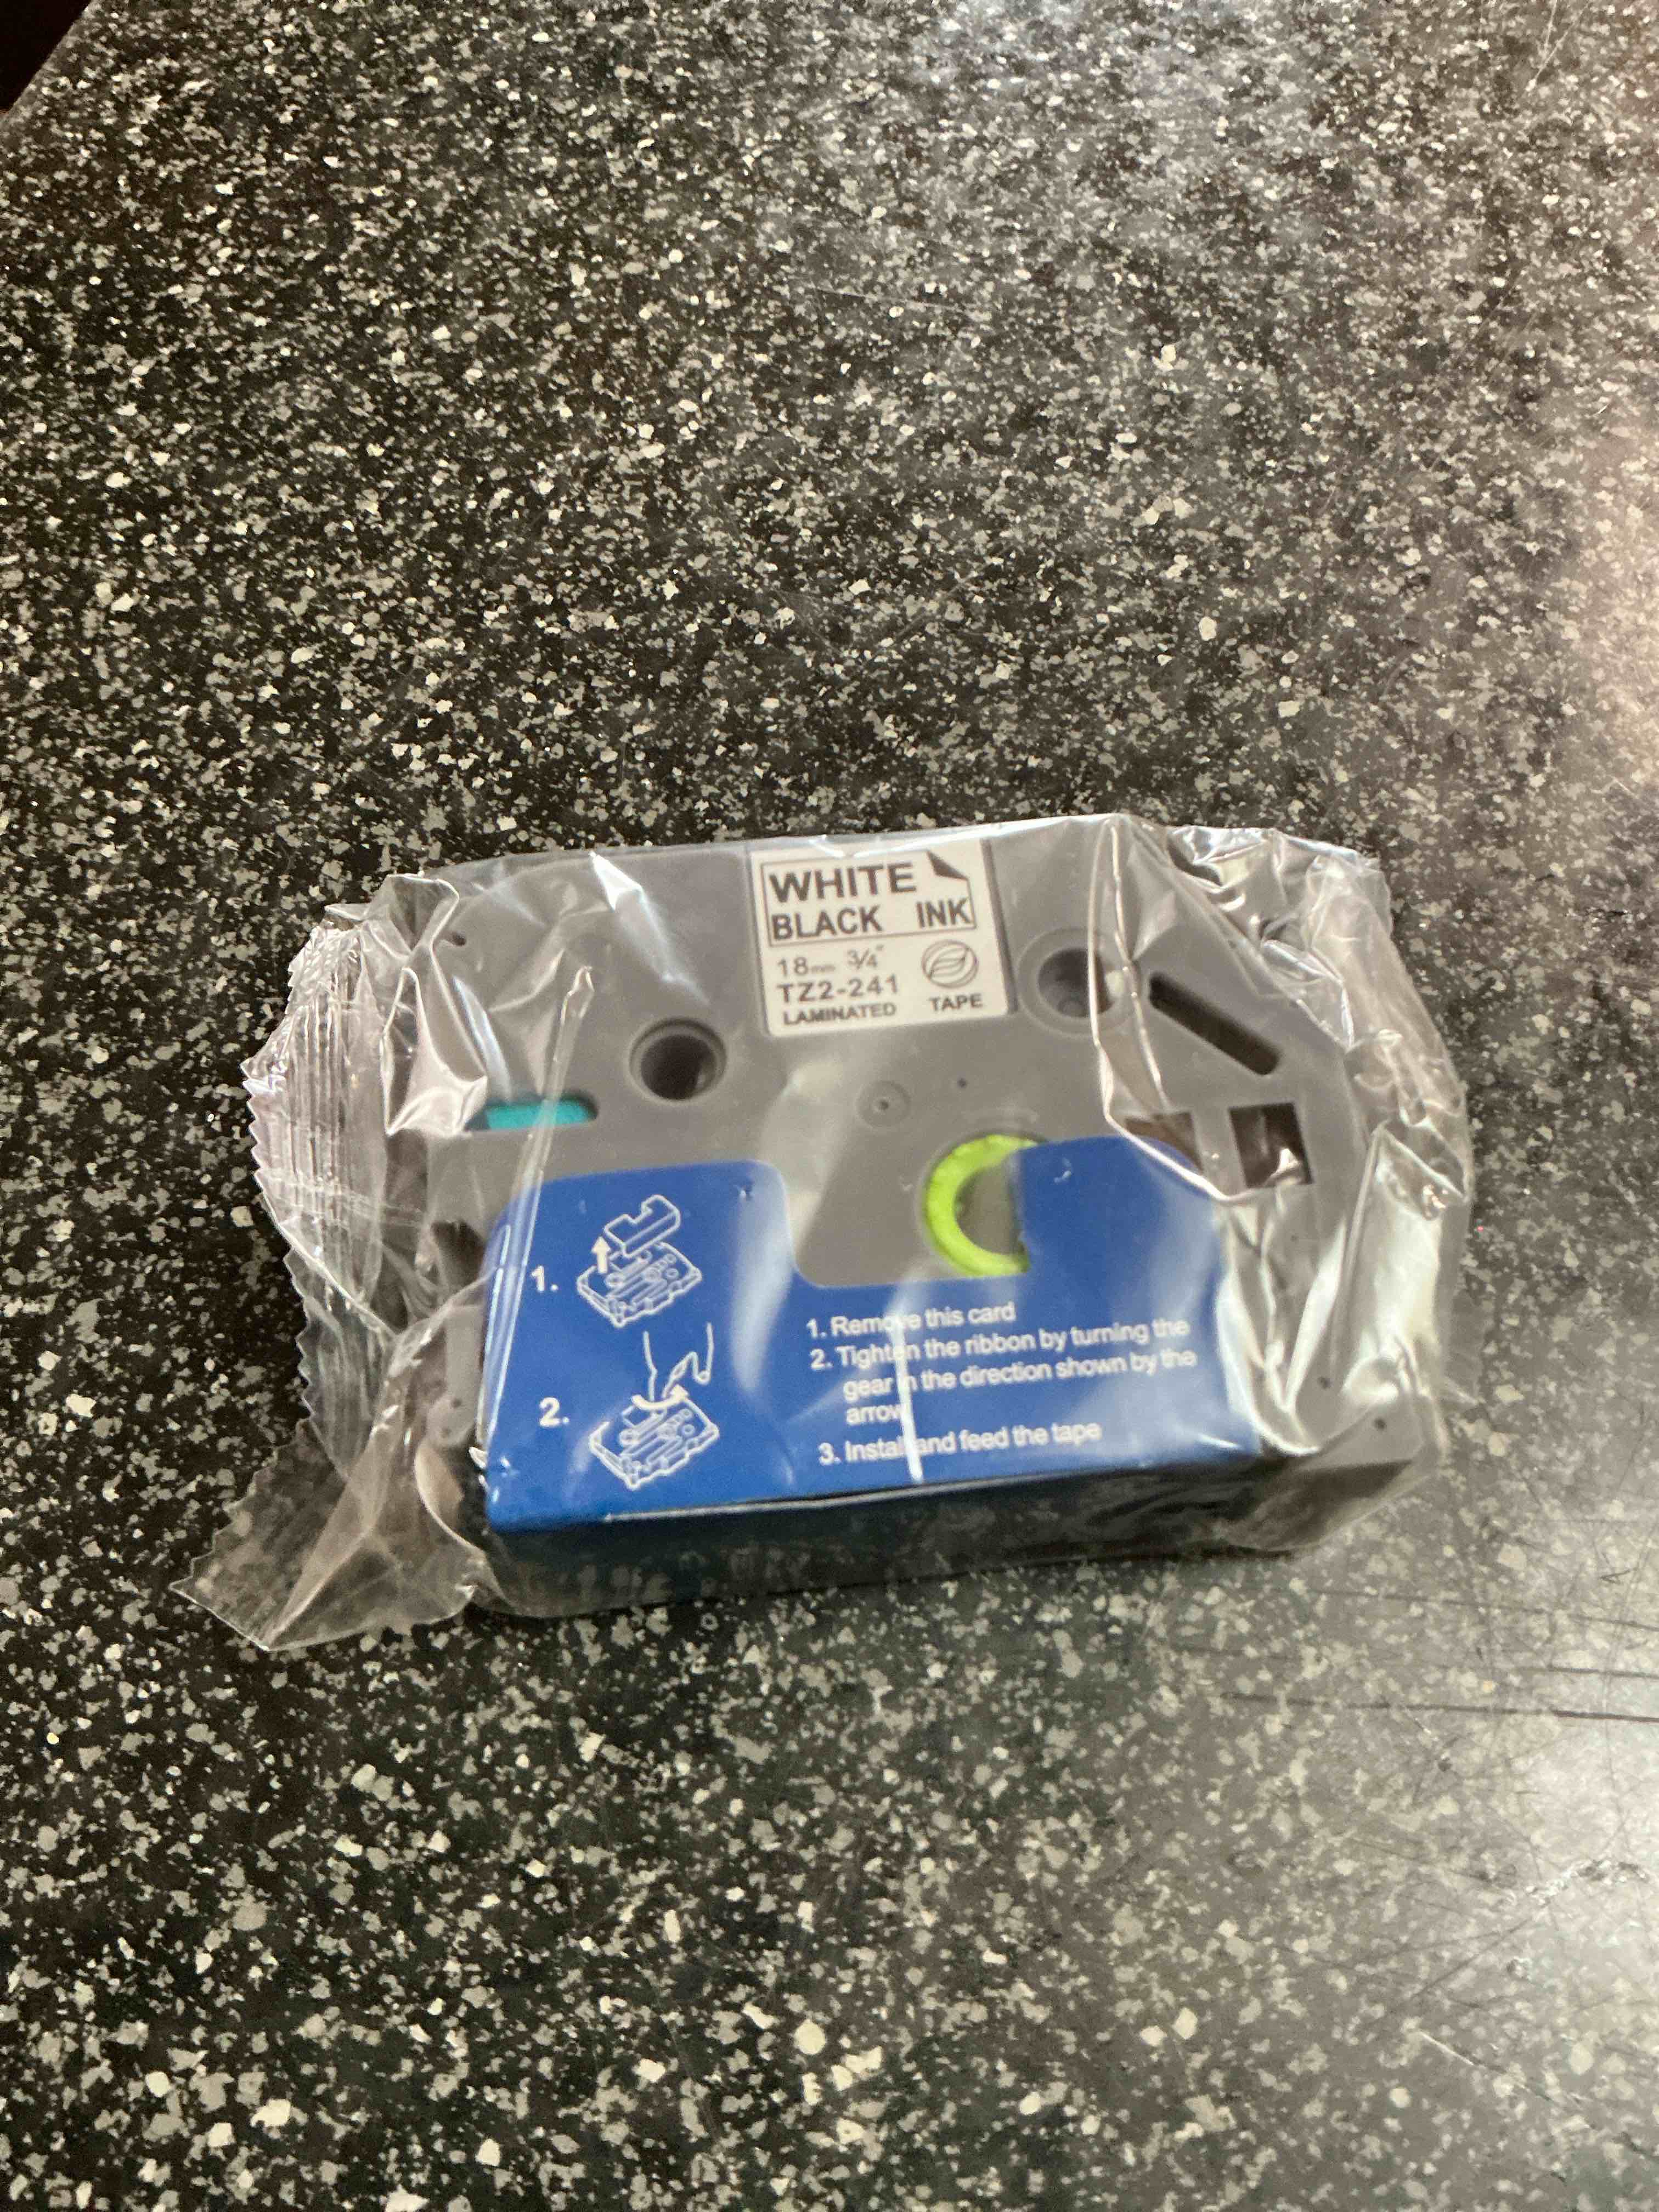 WHITE
BLACK INK
18mm 3/4"
TZ2-241
LAMINATED TAPE
1.
2.
1. Remove this card
2. Tighten the ribbon by turning the
gear in the direction shown by the
arrow
3. Install and feed the tape